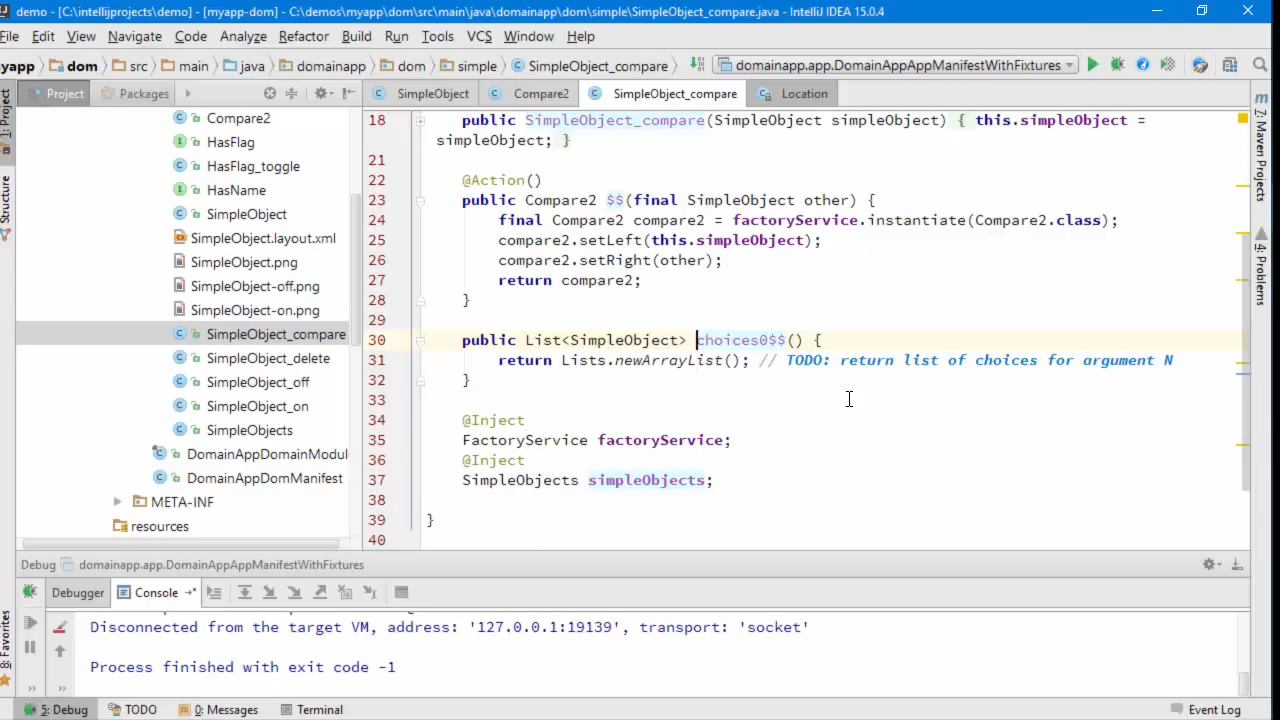 demo - [C:\intellijprojects\demo] - [myapp-dom] - C:\demos\myapp\dom\src\main\java\domainapp\dom\simple\SimpleObject_compare.java - IntelliJ IDEA 15.0.4
File Edit View Navigate Code Analyze Refactor Build Run Tools VCS Window Help
myapp dom src main java domainapp dom simple SimpleObject_compare domainapp.app.DomainAppAppManifestWithFixtures
Project Packages SimpleObject Compare2 SimpleObject_compare Location
1: Project
Structure
Favorites
Compare2
HasFlag
HasFlag_toggle
HasName
SimpleObject
SimpleObject.layout.xml
SimpleObject.png
SimpleObject-off.png
SimpleObject-on.png
SimpleObject_compare
SimpleObject_delete
SimpleObject_off
SimpleObject_on
SimpleObjects
DomainAppDomainModul
DomainAppDomManifest
META-INF
resources
18 public SimpleObject_compare(SimpleObject simpleObject) { this.simpleObject =
simpleObject; }
21
22 @Action()
23 public Compare2 $$(final SimpleObject other) {
24 final Compare2 compare2 = factoryService.instantiate(Compare2.class);
25 compare2.setLeft(this.simpleObject);
26 compare2.setRight(other);
27 return compare2;
28 }
29
30 public List<SimpleObject> choices0$$() {
31 return Lists.newArrayList(); // TODO: return list of choices for argument N
32 }
33
34 @Inject
35 FactoryService factoryService;
36 @Inject
37 SimpleObjects simpleObjects;
38
39 }
40
Maven Projects
4: Problems
Debug domainapp.app.DomainAppAppManifestWithFixtures
Debugger Console
Disconnected from the target VM, address: '127.0.0.1:19139', transport: 'socket'
Process finished with exit code -1
5: Debug TODO 0: Messages Terminal Event Log